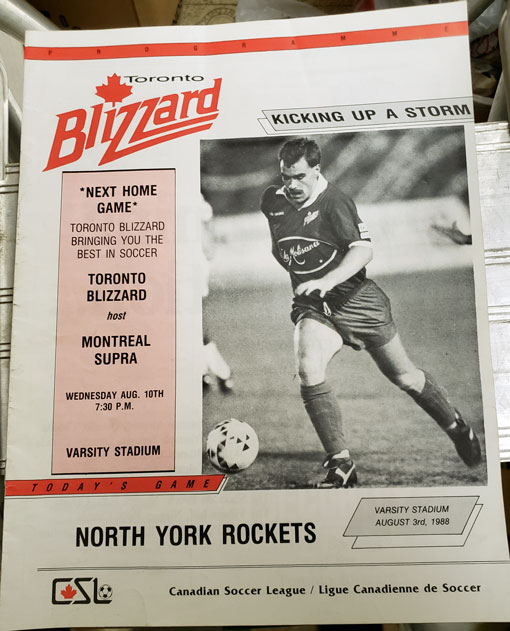 PROGRAMME
Toronto
Blizzard
KICKING UP A STORM
*NEXT HOME
GAME*
TORONTO BLIZZARD
BRINGING YOU THE
BEST IN SOCCER
TORONTO
BLIZZARD
host
MONTREAL
SUPRA
WEDNESDAY AUG. 10TH
7:30 P.M.
VARSITY STADIUM
TODAY'S GAME
NORTH YORK ROCKETS
VARSITY STADIUM
AUGUST 3rd, 1988
CSL
Canadian Soccer League / Ligue Canadienne de Soccer